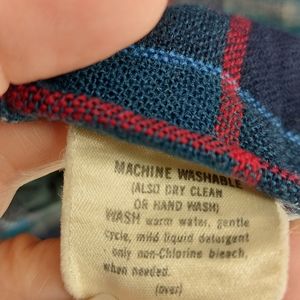 MACHINE WASHABLE
(ALSO DRY CLEAN
OR HAND WASH)
WASH warm water, gentle
cycle, mild liquid detergent
only non-Chlorine bleach,
when needed.
(over)